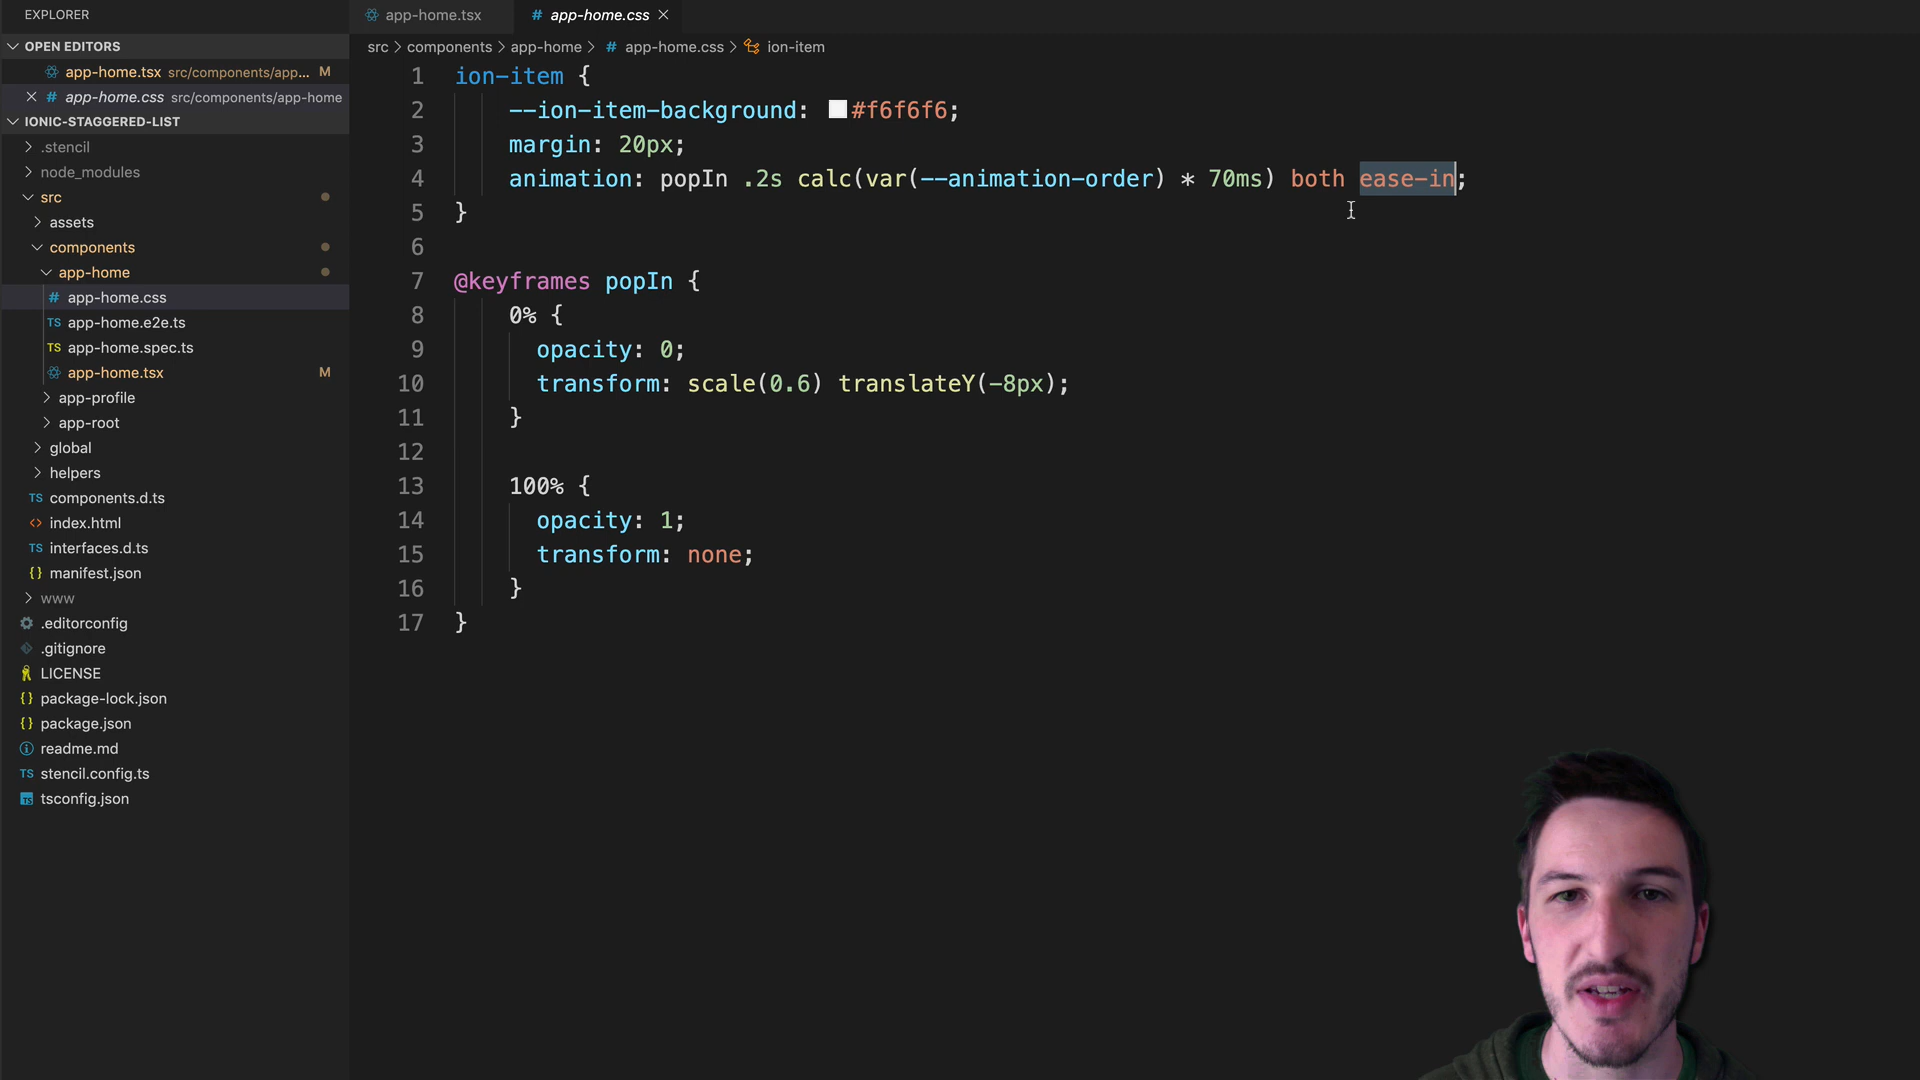 EXPLORER
OPEN EDITORS
app-home.tsx src/components/app... M
app-home.css src/components/app-home
IONIC-STAGGERED-LIST
.stencil
node_modules
src
assets
components
app-home
# app-home.css
TS app-home.e2e.ts
TS app-home.spec.ts
app-home.tsx M
app-profile
app-root
global
helpers
TS components.d.ts
<> index.html
TS interfaces.d.ts
{} manifest.json
www
.editorconfig
.gitignore
LICENSE
{} package-lock.json
{} package.json
readme.md
TS stencil.config.ts
TS tsconfig.json
app-home.tsx # app-home.css
src > components > app-home > # app-home.css > ion-item
1 ion-item {
2 --ion-item-background: #f6f6f6;
3 margin: 20px;
4 animation: popIn .2s calc(var(--animation-order) * 70ms) both ease-in;
5 }
6
7 @keyframes popIn {
8 0% {
9 opacity: 0;
10 transform: scale(0.6) translateY(-8px);
11 }
12
13 100% {
14 opacity: 1;
15 transform: none;
16 }
17 }